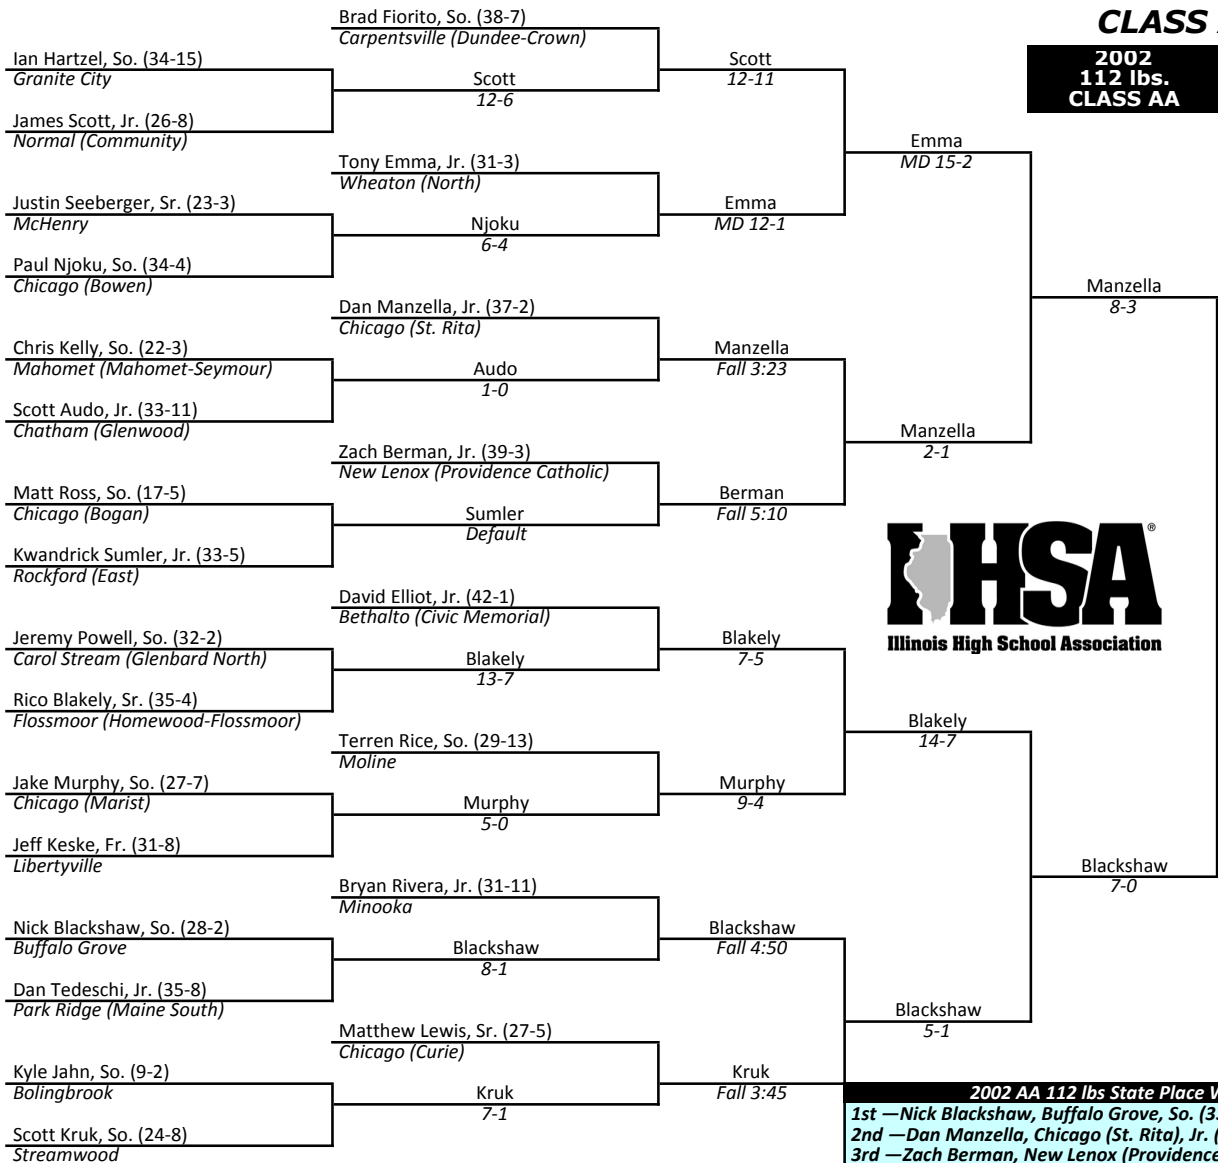 CLASS
2002
112 lbs.
CLASS AA
Brad Fiorito, So. (38-7)
Carpentsville (Dundee-Crown)
Ian Hartzel, So. (34-15)
Granite City
Scott
12-6
Scott
12-11
James Scott, Jr. (26-8)
Normal (Community)
Emma
MD 15-2
Tony Emma, Jr. (31-3)
Wheaton (North)
Justin Seeberger, Sr. (23-3)
McHenry
Njoku
6-4
Emma
MD 12-1
Paul Njoku, So. (34-4)
Chicago (Bowen)
Manzella
8-3
Dan Manzella, Jr. (37-2)
Chicago (St. Rita)
Chris Kelly, So. (22-3)
Mahomet (Mahomet-Seymour)
Audo
1-0
Manzella
Fall 3:23
Scott Audo, Jr. (33-11)
Chatham (Glenwood)
Manzella
2-1
Zach Berman, Jr. (39-3)
New Lenox (Providence Catholic)
Matt Ross, So. (17-5)
Chicago (Bogan)
Sumler
Default
Berman
Fall 5:10
Kwandrick Sumler, Jr. (33-5)
Rockford (East)
IHSA®
Illinois High School Association
David Elliot, Jr. (42-1)
Bethalto (Civic Memorial)
Jeremy Powell, So. (32-2)
Carol Stream (Glenbard North)
Blakely
13-7
Blakely
7-5
Rico Blakely, Sr. (35-4)
Flossmoor (Homewood-Flossmoor)
Blakely
14-7
Terren Rice, So. (29-13)
Moline
Jake Murphy, So. (27-7)
Chicago (Marist)
Murphy
5-0
Murphy
9-4
Jeff Keske, Fr. (31-8)
Libertyville
Blackshaw
7-0
Bryan Rivera, Jr. (31-11)
Minooka
Nick Blackshaw, So. (28-2)
Buffalo Grove
Blackshaw
8-1
Blackshaw
Fall 4:50
Dan Tedeschi, Jr. (35-8)
Park Ridge (Maine South)
Blackshaw
5-1
Matthew Lewis, Sr. (27-5)
Chicago (Curie)
Kyle Jahn, So. (9-2)
Bolingbrook
Kruk
7-1
Kruk
Fall 3:45
Scott Kruk, So. (24-8)
Streamwood
2002 AA 112 lbs State Place
1st —Nick Blackshaw, Buffalo Grove, So.
2nd —Dan Manzella, Chicago (St. Rita), Jr. (
3rd —Zach Berman, New Lenox (Providence